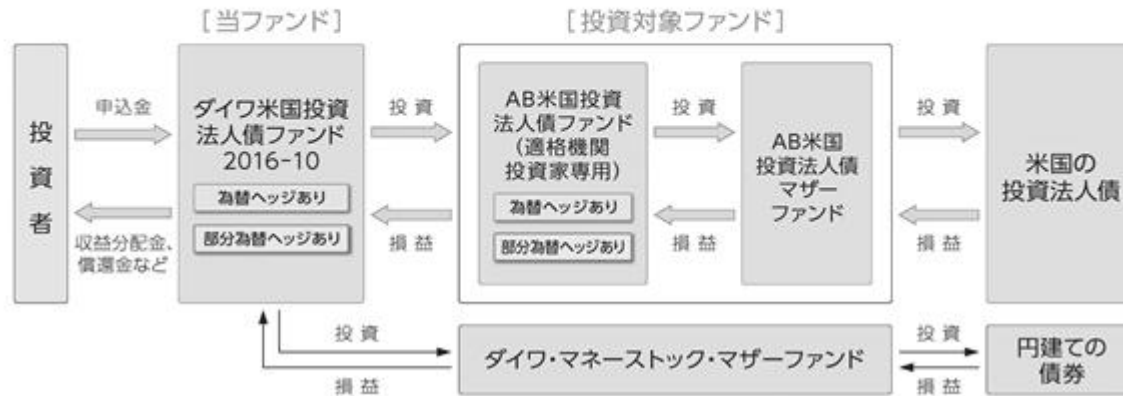 [当ファンド]
[投資対象ファンド]
投資者
申込金
収益分配金、
償還金など
ダイワ米国投資
法人債ファンド
2016-10
為替ヘッジあり
部分為替ヘッジあり
投資
損益
AB米国投資
法人債ファンド
(適格機関
投資家専用)
為替ヘッジあり
部分為替ヘッジあり
投資
損益
AB米国
投資法人債
マザー
ファンド
投資
損益
米国の
投資法人債
投資
損益
ダイワ・マネーストック・マザーファンド
投資
損益
円建ての
債券